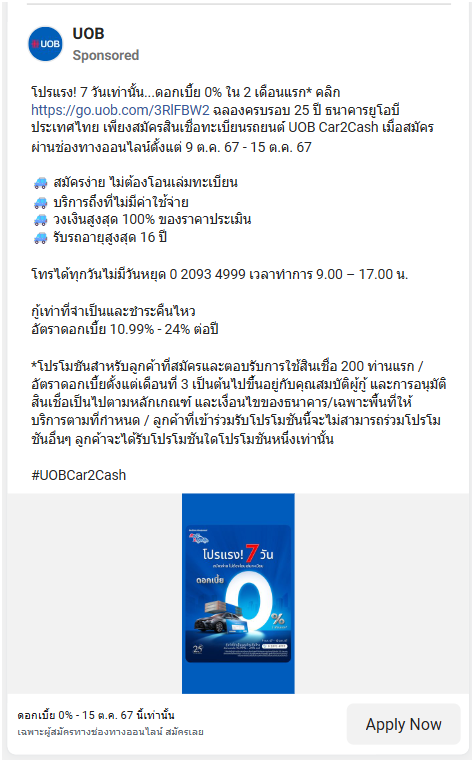 UOB
UOB
Sponsored
โปรแรง! 7 วันเท่านั้น...ดอกเบี้ย 0% ใน 2 เดือนแรก* คลิก
https://go.uob.com/3RlFBW2 ฉลองครบรอบ 25 ปี ธนาคารยูโอบี
ประเทศไทย เพียงสมัครสินเชื่อทะเบียนรถยนต์ UOB Car2Cash เมื่อสมัคร
ผ่านช่องทางออนไลน์ตั้งแต่ 9 ต.ค. 67 - 15 ต.ค. 67
สมัครง่าย ไม่ต้องโอนเล่มทะเบียน
บริการถึงที่ไม่มีค่าใช้จ่าย
วงเงินสูงสุด 100% ของราคาประเมิน
รับรถอายุสูงสุด 16 ปี
โทรได้ทุกวันไม่มีวันหยุด 0 2093 4999 เวลาทำการ 9.00 – 17.00 น.
กู้เท่าที่จำเป็นและชำระคืนไหว
อัตราดอกเบี้ย 10.99% - 24% ต่อปี
*โปรโมชันสำหรับลูกค้าที่สมัครและตอบรับการใช้สินเชื่อ 200 ท่านแรก /
อัตราดอกเบี้ยตั้งแต่เดือนที่ 3 เป็นต้นไปขึ้นอยู่กับคุณสมบัติผู้กู้ และการอนุมัติ
สินเชื่อเป็นไปตามหลักเกณฑ์ และเงื่อนไขของธนาคาร/เฉพาะพื้นที่ให้
บริการตามที่กำหนด / ลูกค้าที่เข้าร่วมรับโปรโมชันนี้จะไม่สามารถร่วมโปรโม
ชันอื่นๆ ลูกค้าจะได้รับโปรโมชันใดโปรโมชันหนึ่งเท่านั้น
#UOBCar2Cash
โปรแรง! 7 วัน
ดอกเบี้ย
0%
25
ดอกเบี้ย 0% - 15 ต.ค. 67 นี้เท่านั้น
เฉพาะผู้สมัครทางช่องทางออนไลน์ สมัครเลย
Apply Now